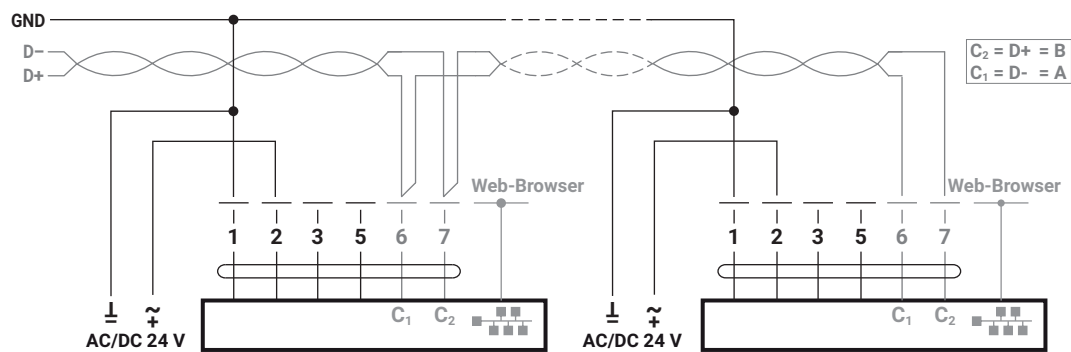 GND
D–
D+
C₂ = D+ = B
C₁ = D- = A
Web-Browser Web-Browser
1 2 3 5 6 7 1 2 3 5 6 7
⊥ ~ C₁ C₂ ⊥ ~ C₁ C₂
= + = +
AC/DC 24 V AC/DC 24 V